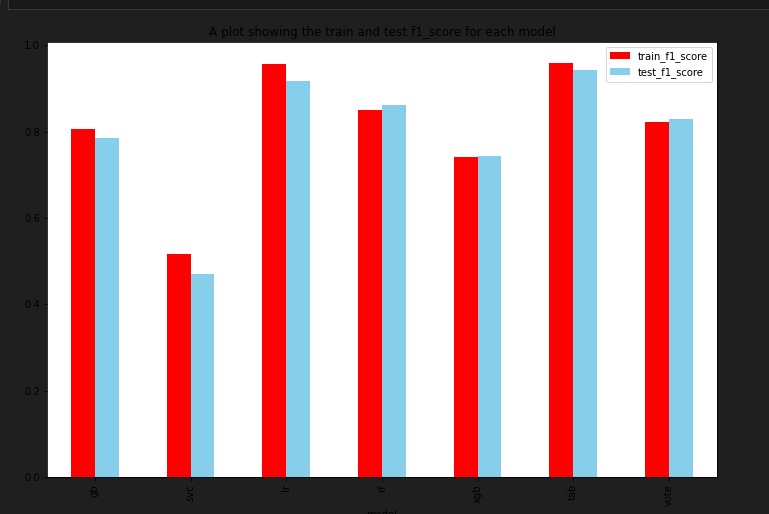 A plot showing the train and test f1_score for each model
1.0
train_f1_score
test_f1_score
0.8
0.6
0.4
0.2
0.0
gb
svc
lr
rf
xgb
tab
vote
model